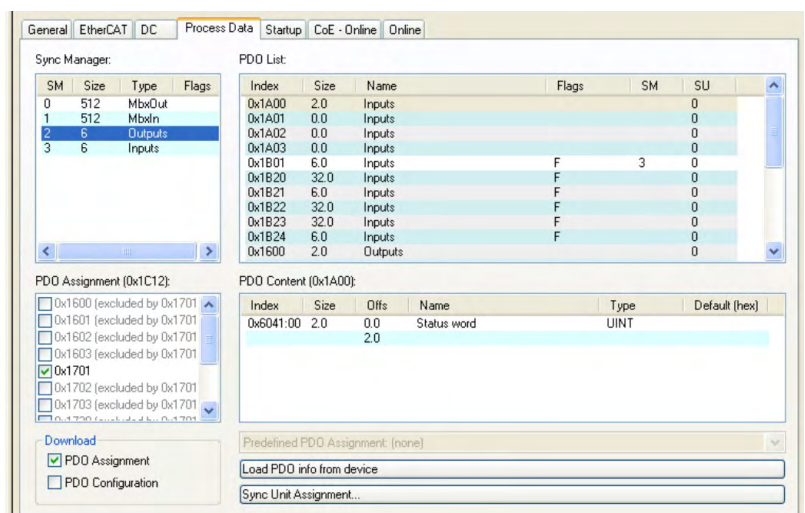 General EtherCAT DC Process Data Startup CoE - Online Online
Sync Manager:
SM Size Type Flags
0 512 MbxOut
1 512 MbxIn
2 6 Outputs
3 6 Inputs
PDO List:
Index Size Name Flags SM SU
0x1A00 2.0 Inputs 0
0x1A01 0.0 Inputs 0
0x1A02 0.0 Inputs 0
0x1A03 0.0 Inputs 0
0x1B01 6.0 Inputs F 3 0
0x1B20 32.0 Inputs F 0
0x1B21 6.0 Inputs F 0
0x1B22 32.0 Inputs F 0
0x1B23 32.0 Inputs F 0
0x1B24 6.0 Inputs F 0
0x1600 2.0 Outputs 0
PDO Assignment (0x1C12):
0x1600 (excluded by 0x1701
0x1601 (excluded by 0x1701
0x1602 (excluded by 0x1701
0x1603 (excluded by 0x1701
0x1701
0x1702 (excluded by 0x1701
0x1703 (excluded by 0x1701
PDO Content (0x1A00):
Index Size Offs Name Type Default (hex)
0x6041:00 2.0 0.0 Status word UINT
2.0
Download
PDO Assignment
PDO Configuration
Predefined PDO Assignment: (none)
Load PDO info from device
Sync Unit Assignment...